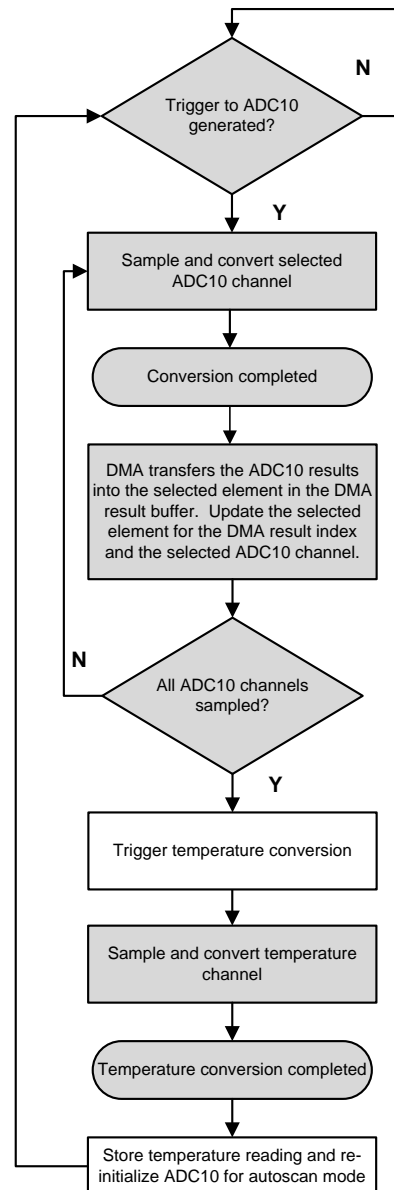 N
Trigger to ADC10
generated?
Y
Sample and convert selected
ADC10 channel
Conversion completed
DMA transfers the ADC10 results
into the selected element in the DMA
result buffer. Update the selected
element for the DMA result index
and the selected ADC10 channel.
N
All ADC10 channels
sampled?
Y
Trigger temperature conversion
Sample and convert temperature
channel
Temperature conversion completed
Store temperature reading and re-
initialize ADC10 for autoscan mode